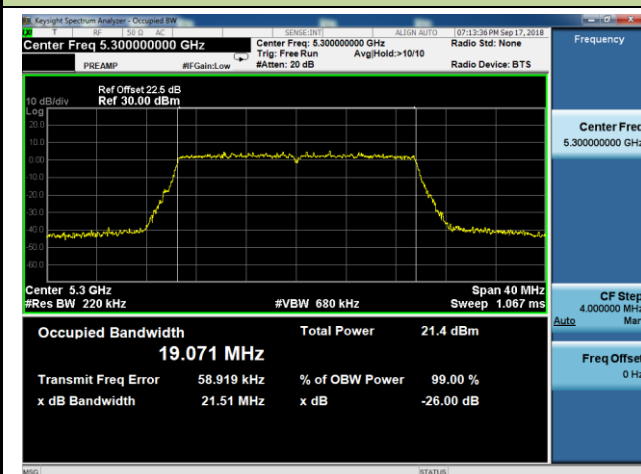 Keysight Spectrum Analyzer - Occupied BW
T RF 50 Ω AC SENSE:INT ALIGN AUTO 07:13:36 PM Sep 17, 2018
Center Freq 5.300000000 GHz Center Freq: 5.300000000 GHz Radio Std: None
Trig: Free Run Avg|Hold:>10/10
PREAMP #IFGain:Low #Atten: 20 dB Radio Device: BTS
Frequency
Ref Offset 22.5 dB
10 dB/div Ref 30.00 dBm
Log
20.0
10.0
0.00
-10.0
-20.0
-30.0
-40.0
-50.0
-60.0
Center 5.3 GHz Span 40 MHz
#Res BW 220 kHz #VBW 680 kHz Sweep 1.067 ms
Center Freq
5.300000000 GHz
CF Step
4.000000 MHz
Auto Man
Freq Offset
0 Hz
Occupied Bandwidth Total Power 21.4 dBm
19.071 MHz
Transmit Freq Error 58.919 kHz % of OBW Power 99.00 %
x dB Bandwidth 21.51 MHz x dB -26.00 dB
MSG STATUS